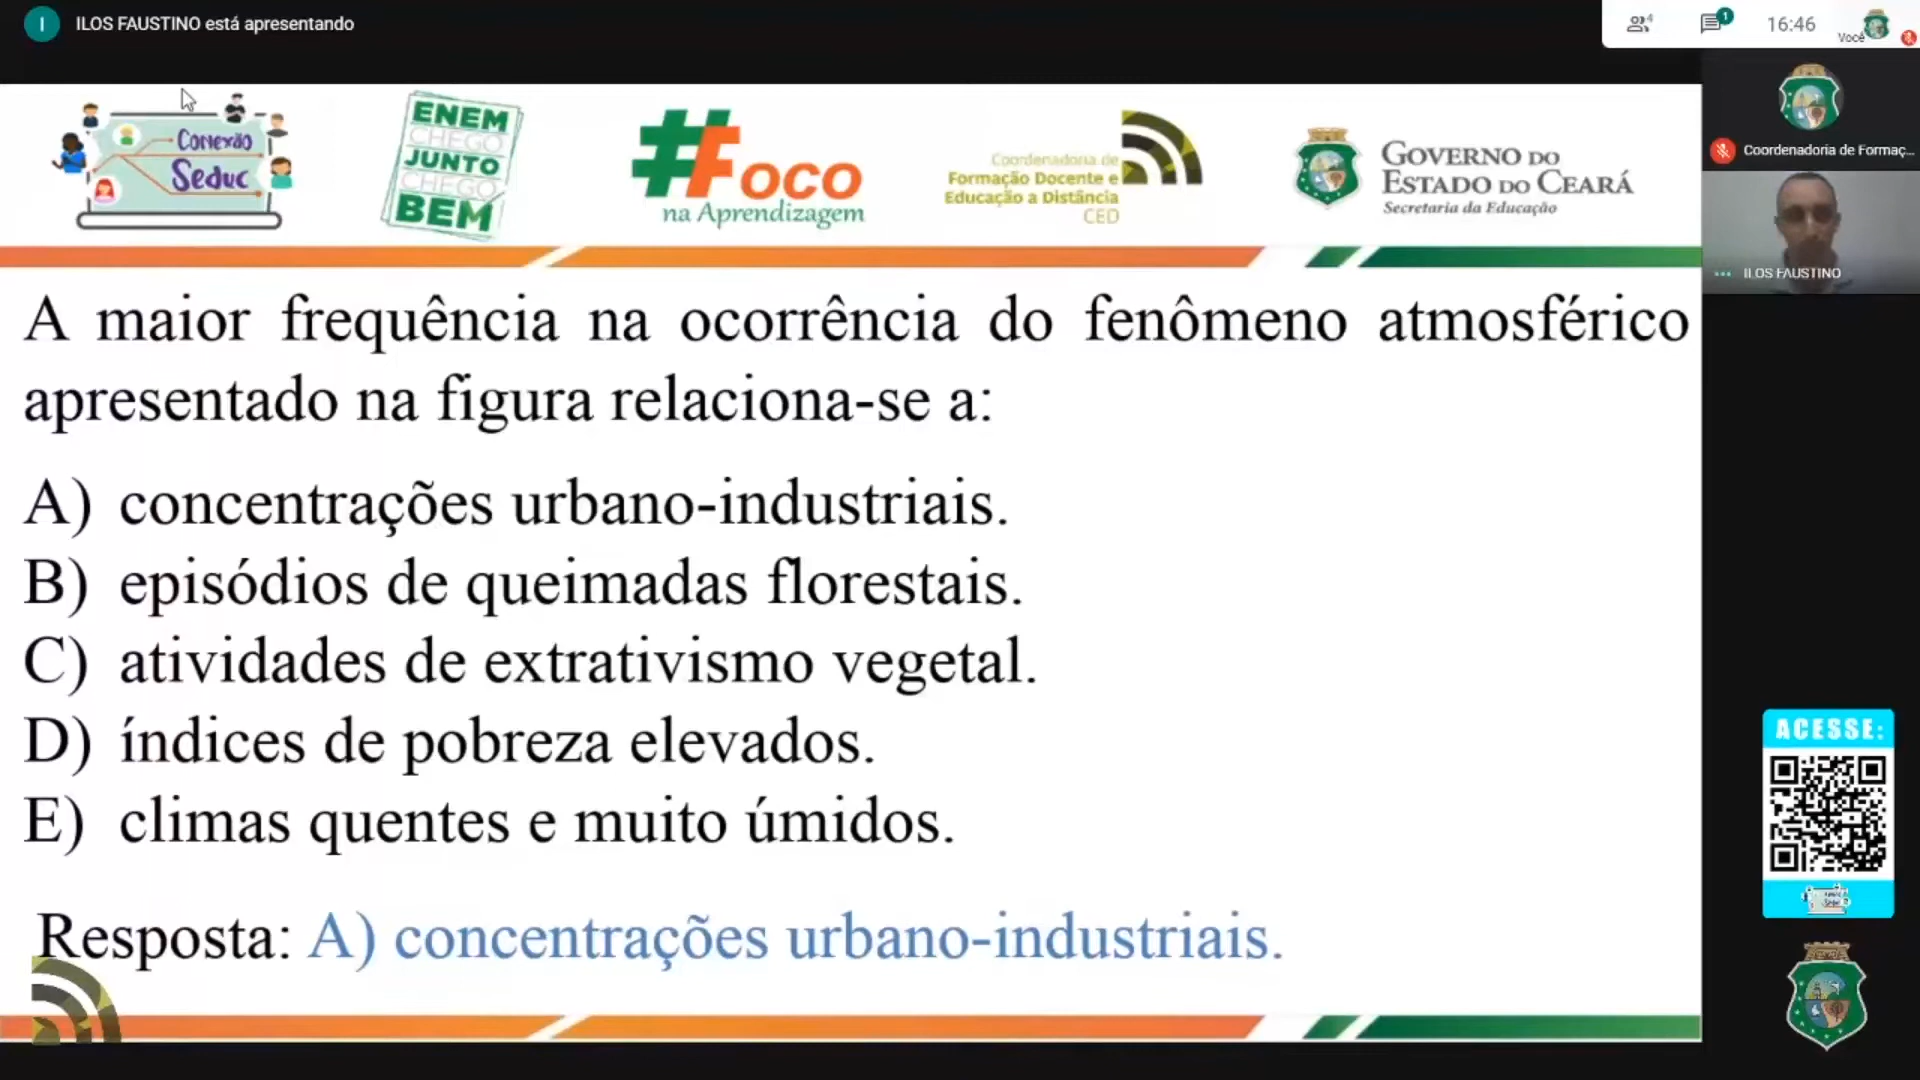 I ILOS FAUSTINO está apresentando
4
1
16:46
Você
Conexão
Seduc
ENEM
CHEGO
JUNTO
CHEGO
BEM
#Foco
na Aprendizagem
Coordenadoria de
Formação Docente e
Educação a Distância
CED
GOVERNO DO
ESTADO DO CEARÁ
Secretaria da Educação
Coordenadoria de Formaç...
ILOS FAUSTINO
A maior frequência na ocorrência do fenômeno atmosférico
apresentado na figura relaciona-se a:
A) concentrações urbano-industriais.
B) episódios de queimadas florestais.
C) atividades de extrativismo vegetal.
D) índices de pobreza elevados.
E) climas quentes e muito úmidos.
Resposta: A) concentrações urbano-industriais.
ACESSE: